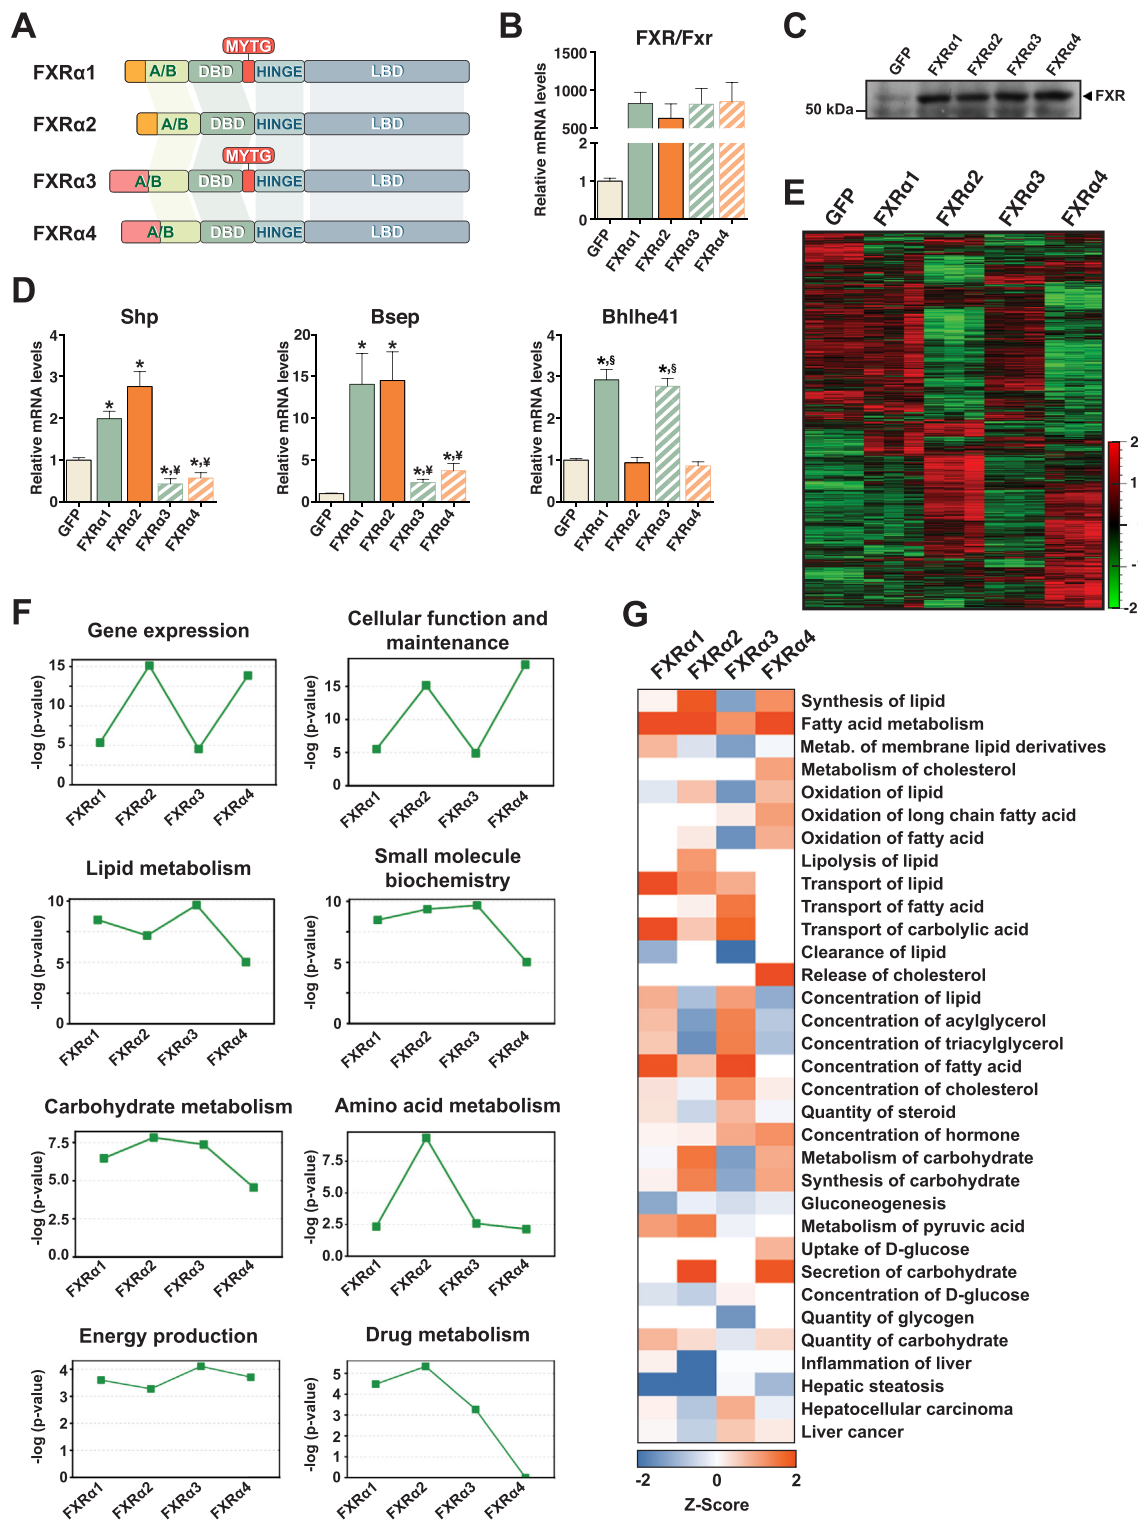 A
MYTG
FXRα1
A/B
DBD
HINGE
LBD
FXRα2
A/B
DBD
HINGE
LBD
MYTG
FXRα3
A/B
DBD
HINGE
LBD
FXRα4
A/B
DBD
HINGE
LBD
B
FXR/Fxr
Relative mRNA levels
1500
1000
500
2
1
0
GFP
FXRα1
FXRα2
FXRα3
FXRα4
C
GFP
FXRα1
FXRα2
FXRα3
FXRα4
50 kDa
◄FXR
D
Shp
Relative mRNA levels
4
3
2
1
0
*
*
*,¥
*,¥
GFP
FXRα1
FXRα2
FXRα3
FXRα4
Bsep
Relative mRNA levels
20
15
10
5
0
*
*
*,¥
*,¥
GFP
FXRα1
FXRα2
FXRα3
FXRα4
Bhlhe41
Relative mRNA levels
4
3
2
1
0
*,§
*,§
GFP
FXRα1
FXRα2
FXRα3
FXRα4
E
GFP
FXRα1
FXRα2
FXRα3
FXRα4
2
1
-
-
-2
F
Gene expression
-log (p-value)
15
10
5
0
FXRα1
FXRα2
FXRα3
FXRα4
Cellular function and
maintenance
-log (p-value)
15
10
5
0
FXRα1
FXRα2
FXRα3
FXRα4
Lipid metabolism
-log (p-value)
10
5
0
FXRα1
FXRα2
FXRα3
FXRα4
Small molecule
biochemistry
-log (p-value)
10
5
0
FXRα1
FXRα2
FXRα3
FXRα4
Carbohydrate metabolism
-log (p-value)
7.5
5.0
2.5
0.0
FXRα1
FXRα2
FXRα3
FXRα4
Amino acid metabolism
-log (p-value)
7.5
5.0
2.5
0.0
FXRα1
FXRα2
FXRα3
FXRα4
Energy production
-log (p-value)
4
3
2
1
0
FXRα1
FXRα2
FXRα3
FXRα4
Drug metabolism
-log (p-value)
5
4
3
2
1
0
FXRα1
FXRα2
FXRα3
FXRα4
G
FXRα1
FXRα2
FXRα3
FXRα4
Synthesis of lipid
Fatty acid metabolism
Metab. of membrane lipid derivatives
Metabolism of cholesterol
Oxidation of lipid
Oxidation of long chain fatty acid
Oxidation of fatty acid
Lipolysis of lipid
Transport of lipid
Transport of fatty acid
Transport of carbolylic acid
Clearance of lipid
Release of cholesterol
Concentration of lipid
Concentration of acylglycerol
Concentration of triacylglycerol
Concentration of fatty acid
Concentration of cholesterol
Quantity of steroid
Concentration of hormone
Metabolism of carbohydrate
Synthesis of carbohydrate
Gluconeogenesis
Metabolism of pyruvic acid
Uptake of D-glucose
Secretion of carbohydrate
Concentration of D-glucose
Quantity of glycogen
Quantity of carbohydrate
Inflammation of liver
Hepatic steatosis
Hepatocellular carcinoma
Liver cancer
-2
0
2
Z-Score